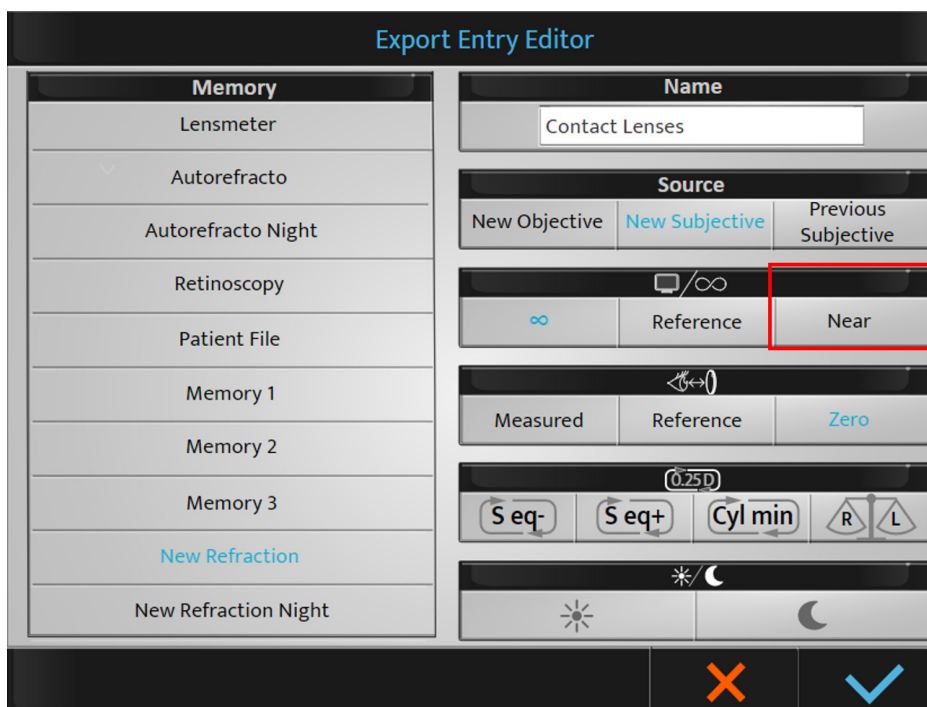 Export Entry Editor
Memory
Lensmeter
Autorefracto
Autorefracto Night
Retinoscopy
Patient File
Memory 1
Memory 2
Memory 3
New Refraction
New Refraction Night
Name
Contact Lenses
Source
New Objective
New Subjective
Previous
Subjective
/∞
∞
Reference
Near
Measured
Reference
Zero
0.25 D
S eq-
S eq+
Cyl min
R L